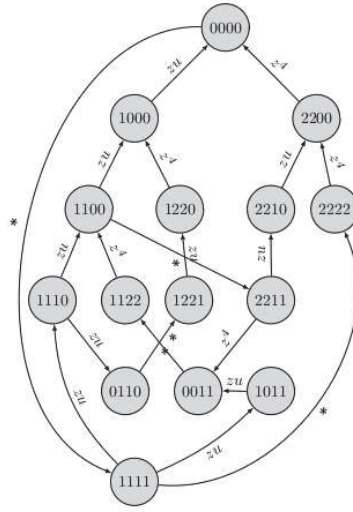 0000
zu z⁴
1000 2200
zu z⁴ zu z⁴
1100 1220 2210 2222
*
zu z⁴ * zu zu
1110 1122 1221 2211
zu * * z⁴
0110 0011 zu 1011
zu *
zu
1111